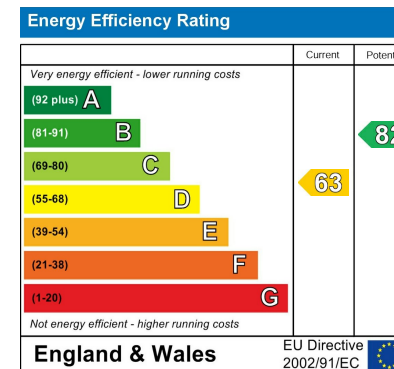 Energy Efficiency Rating
Current
Very energy efficient - lower running costs
(92 plus) A
(81-91) B
82
(69-80) C
63
(55-68) D
(39-54) E
(21-38) F
(1-20) G
Not energy efficient - higher running costs
England & Wales
EU Directive
2002/91/EC